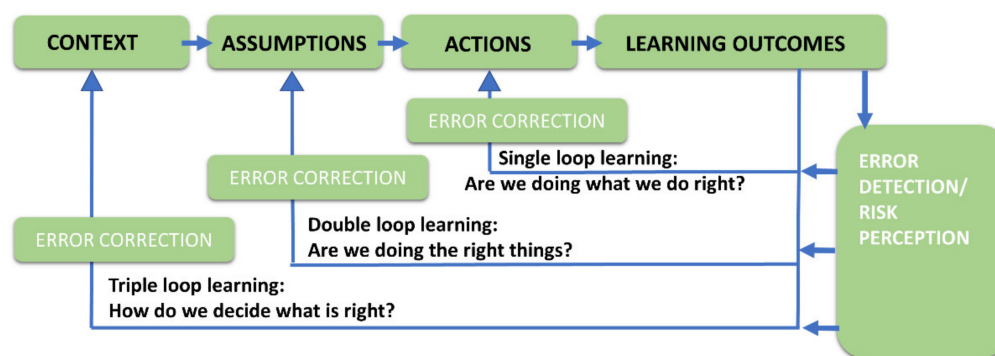 CONTEXT
ASSUMPTIONS
ACTIONS
LEARNING OUTCOMES
ERROR CORRECTION
Single loop learning:
Are we doing what we do right?
ERROR
DETECTION/
RISK
PERCEPTION
ERROR CORRECTION
Double loop learning:
Are we doing the right things?
ERROR CORRECTION
Triple loop learning:
How do we decide what is right?